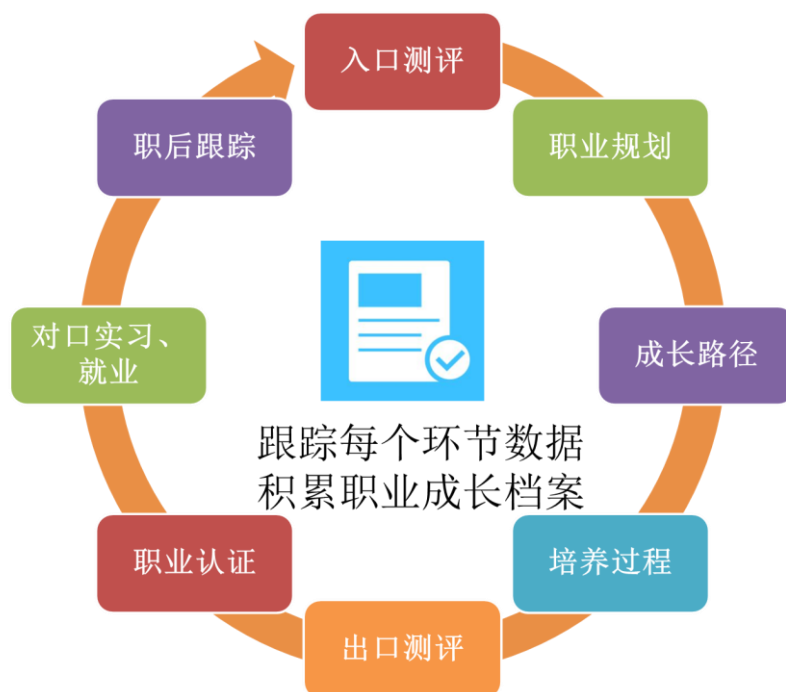 入口测评
职业规划
成长路径
培养过程
出口测评
职业认证
对口实习、
就业
职后跟踪
跟踪每个环节数据
积累职业成长档案